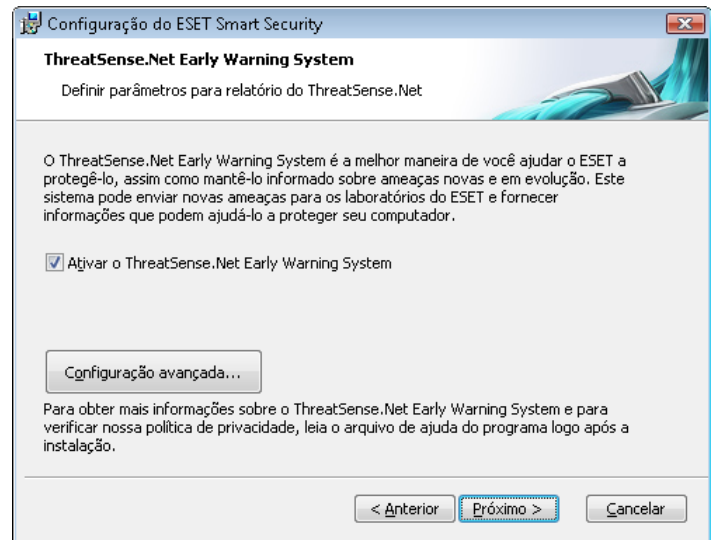 Configuração do ESET Smart Security
ThreatSense.Net Early Warning System
Definir parâmetros para relatório do ThreatSense.Net
O ThreatSense.Net Early Warning System é a melhor maneira de você ajudar o ESET a
protegê-lo, assim como mantê-lo informado sobre ameaças novas e em evolução. Este
sistema pode enviar novas ameaças para os laboratórios do ESET e fornecer
informações que podem ajudá-lo a proteger seu computador.
Ativar o ThreatSense.Net Early Warning System
Configuração avançada...
Para obter mais informações sobre o ThreatSense.Net Early Warning System e para
verificar nossa política de privacidade, leia o arquivo de ajuda do programa logo após a
instalação.
< Anterior Próximo > Cancelar